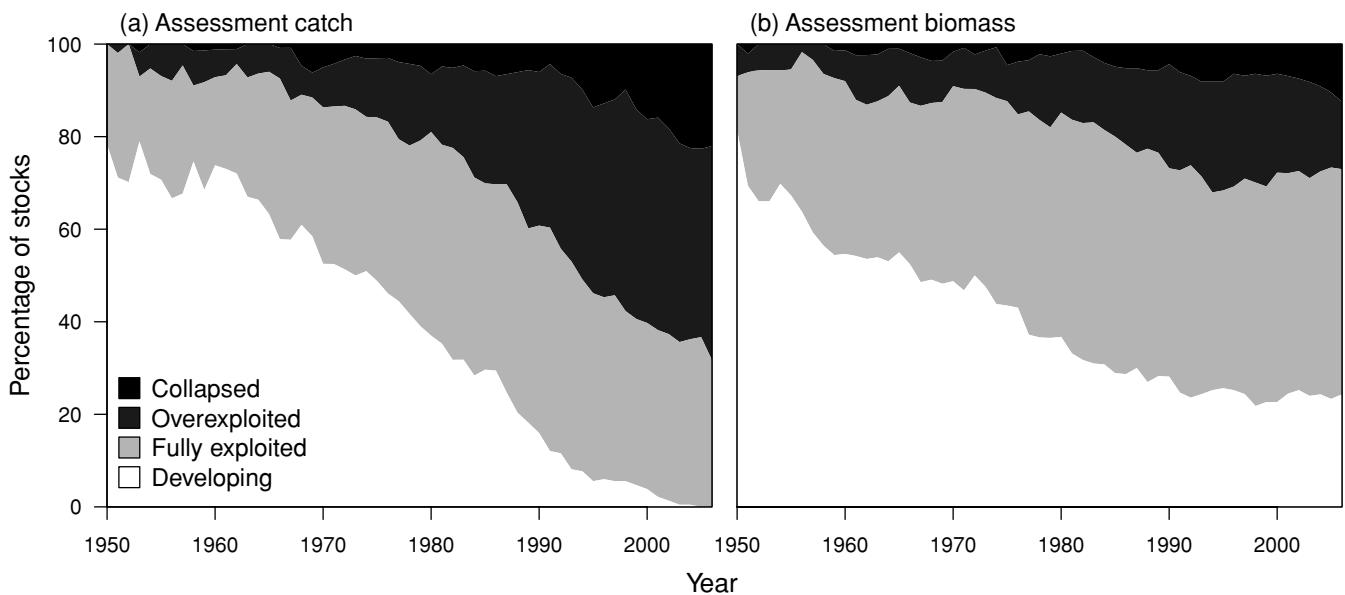 (a) Assessment catch
(b) Assessment biomass
Percentage of stocks
100
80
60
40
20
0
Collapsed
Overexploited
Fully exploited
Developing
1950 1960 1970 1980 1990 2000
1950 1960 1970 1980 1990 2000
Year